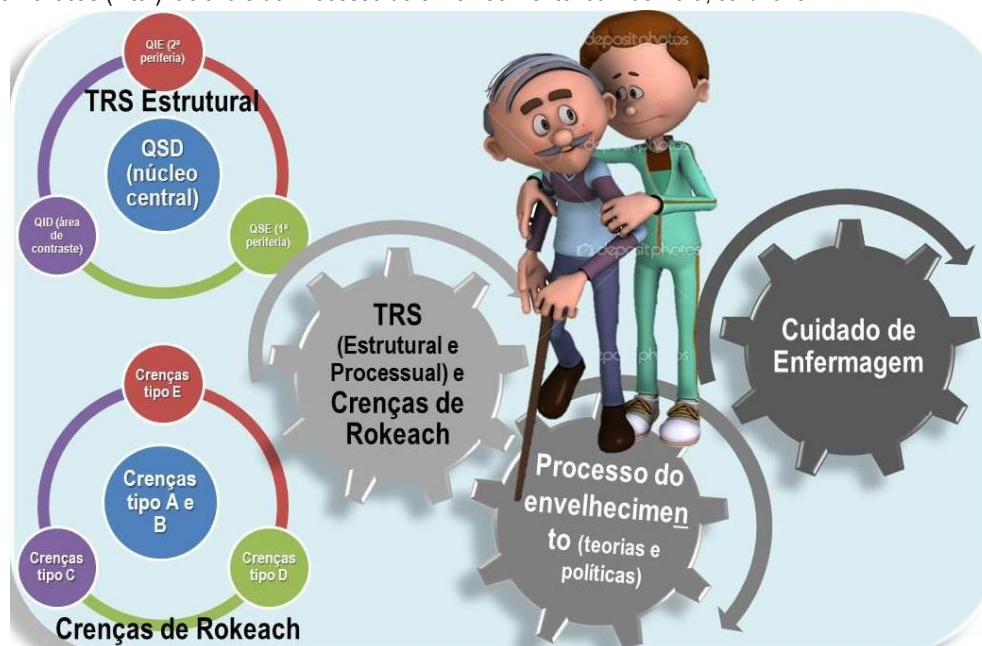 QIE (2ª
periferia)
TRS Estrutural
QSD
(núcleo
central)
QID (área
de
contraste)
QSE (1ª
periferia)
Crenças
tipo E
Crenças
tipo A e
B
Crenças
tipo C
Crenças
tipo D
Crenças de Rokeach
TRS
(Estrutural e
Processual) e
Crenças de
Rokeach
depositphotos
depositphotos
depositphotos
Processo do
envelhecimen
to (teorias e
políticas)
Cuidado de
Enfermagem